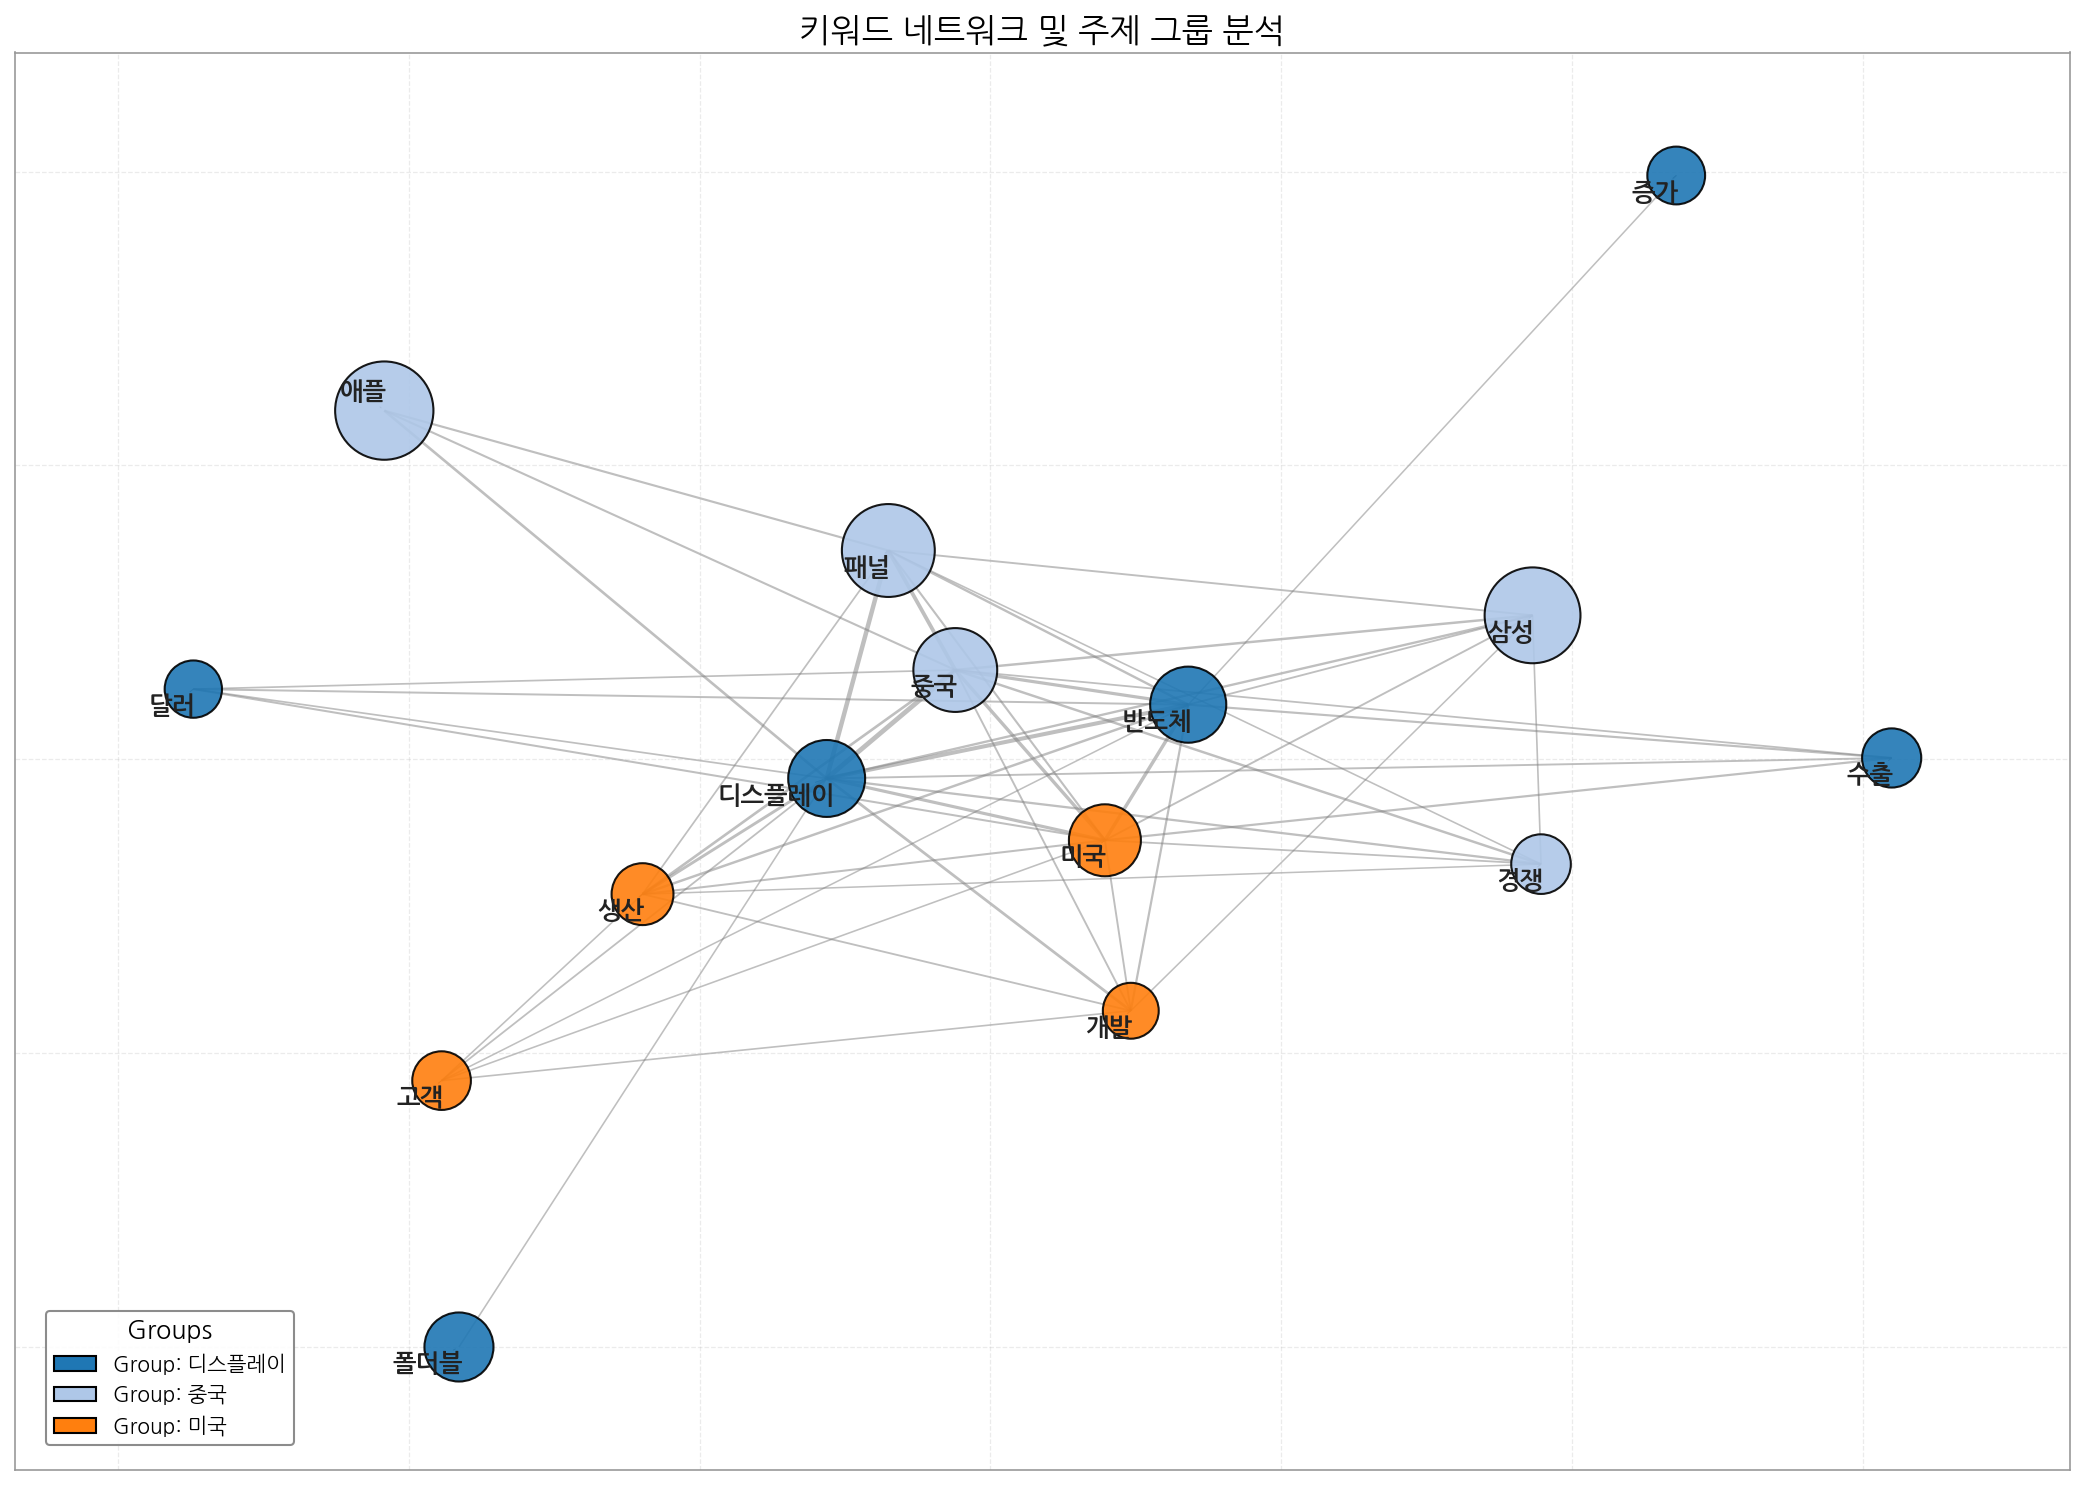 키워드 네트워크 및 주제 그룹 분석
증가
애플
패널
삼성
중국
달러
반도체
수출
디스플레이
미국
경쟁
생산
개발
고객
폴더블
Groups
Group: 디스플레이
Group: 중국
Group: 미국